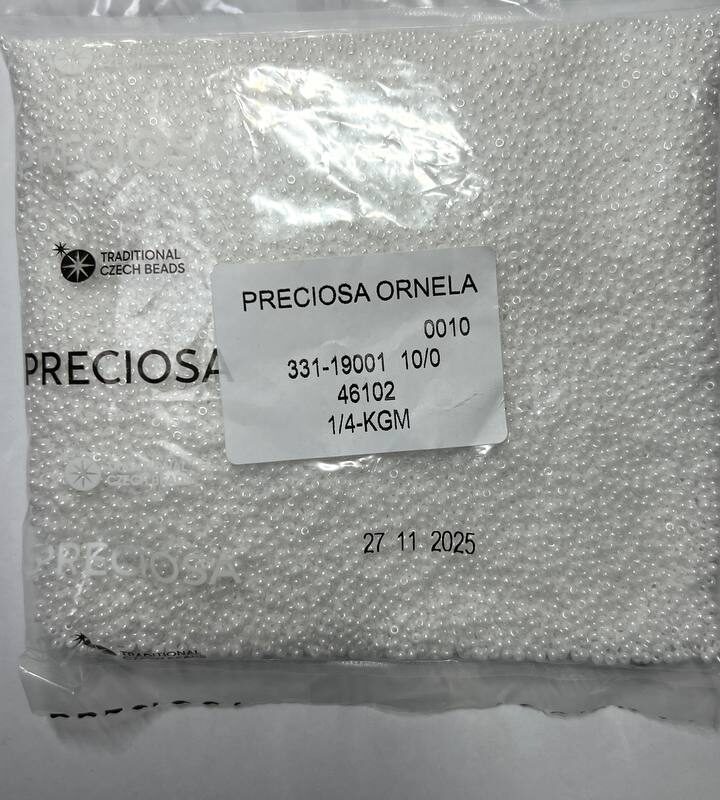 TRADITIONAL
CZECH BEADS
PRECIOSA
PRECIOSA ORNELA
0010
331-19001 10/0
46102
1/4-KGM
CZECH BEADS
PRECIOSA
27 11 2025
TRADITIONAL